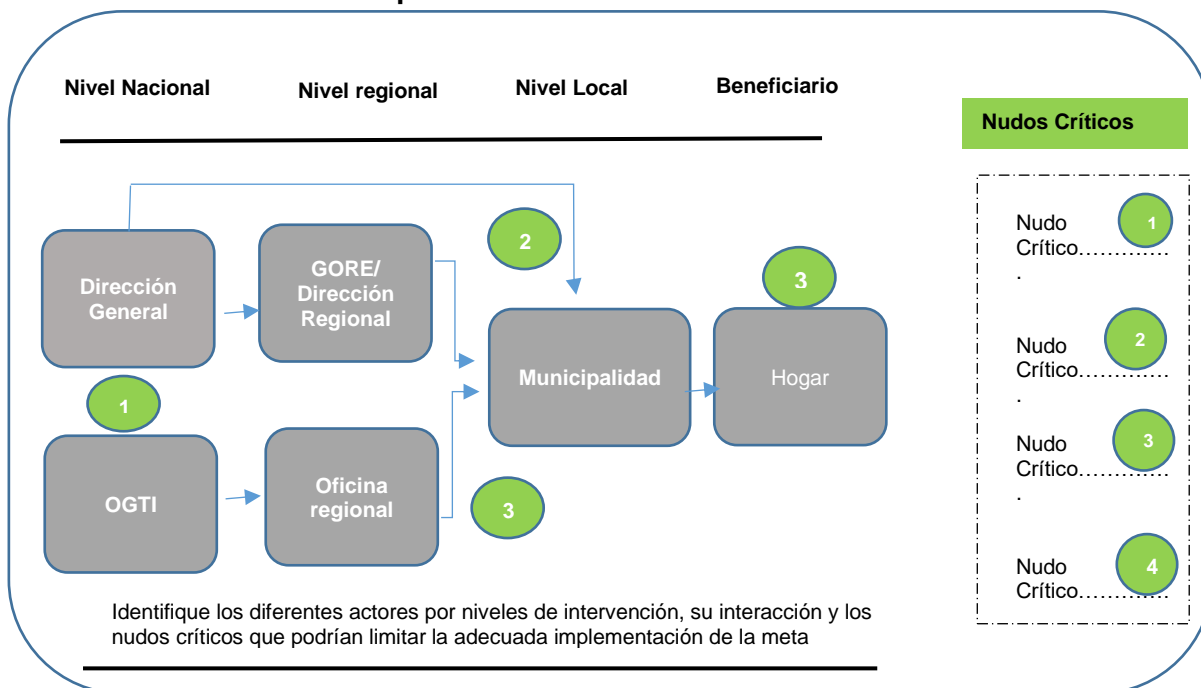 Nivel Nacional
Nivel regional
Nivel Local
Beneficiario
Nudos Críticos
Dirección
General
GORE/
Dirección
Regional
2
3
Municipalidad
Hogar
1
OGTI
Oficina
regional
3
Nudo
Crítico.............
.
1
Nudo
Crítico.............
.
2
Nudo
Crítico.............
.
3
Nudo
Crítico.............
4
Identifique los diferentes actores por niveles de intervención, su interacción y los
nudos críticos que podrían limitar la adecuada implementación de la meta